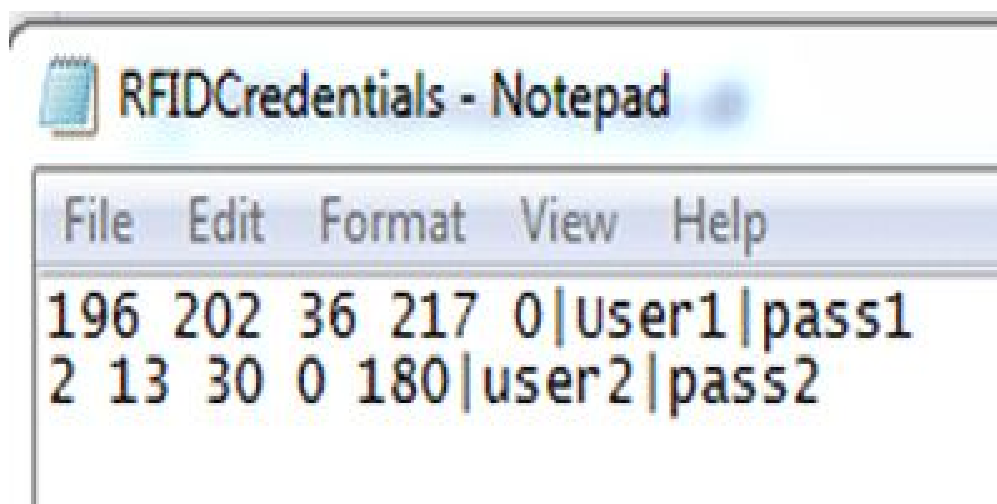 RFIDCredentials - Notepad
File Edit Format View Help
196 202 36 217 0|User1|pass1
2 13 30 0 180|user2|pass2